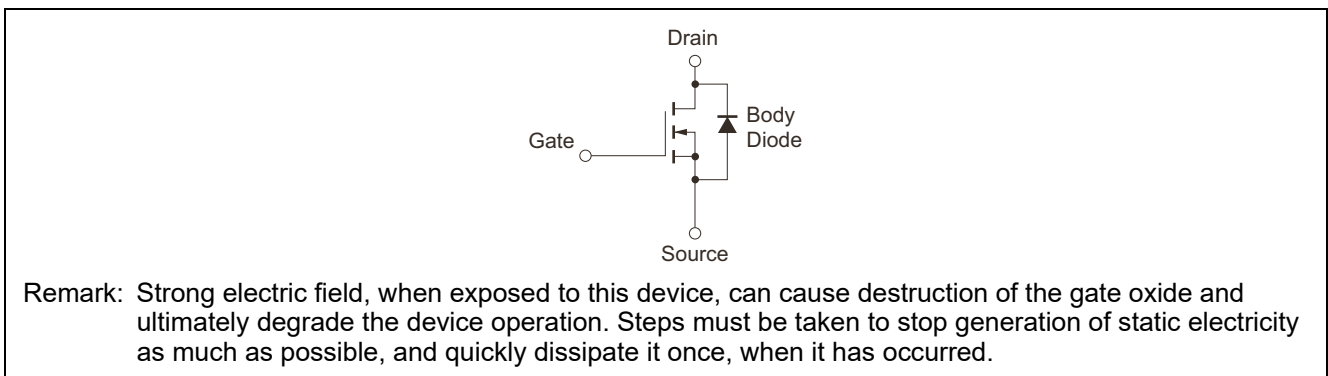 Drain
Body
Diode
Gate
Source
Remark: Strong electric field, when exposed to this device, can cause destruction of the gate oxide and
ultimately degrade the device operation. Steps must be taken to stop generation of static electricity
as much as possible, and quickly dissipate it once, when it has occurred.